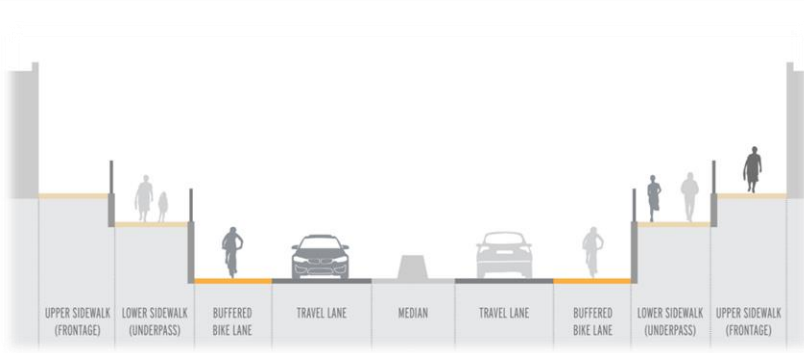 UPPER SIDEWALK
(FRONTAGE)
LOWER SIDEWALK
(UNDERPASS)
BUFFERED
BIKE LANE
TRAVEL LANE
MEDIAN
TRAVEL LANE
BUFFERED
BIKE LANE
LOWER SIDEWALK
(UNDERPASS)
UPPER SIDEWALK
(FRONTAGE)